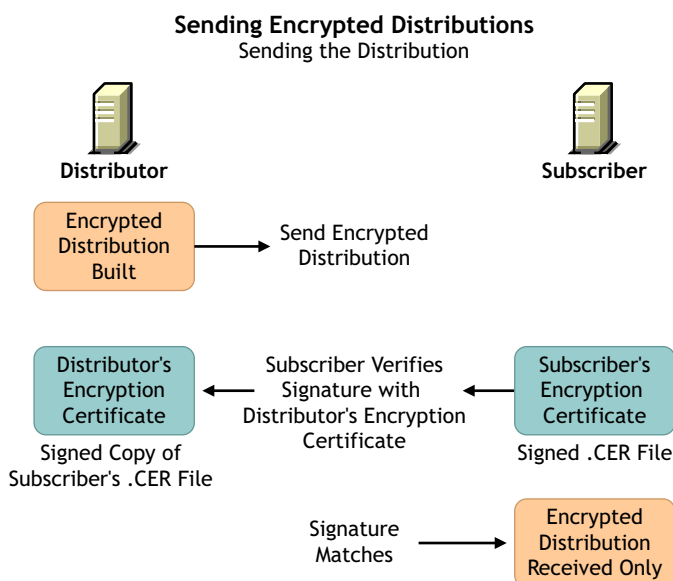 Sending Encrypted Distributions
Sending the Distribution
Distributor
Subscriber
Encrypted
Distribution
Built
Send Encrypted
Distribution
Distributor's
Encryption
Certificate
Signed Copy of
Subscriber's .CER File
Subscriber Verifies
Signature with
Distributor's Encryption
Certificate
Subscriber's
Encryption
Certificate
Signed .CER File
Signature
Matches
Encrypted
Distribution
Received Only